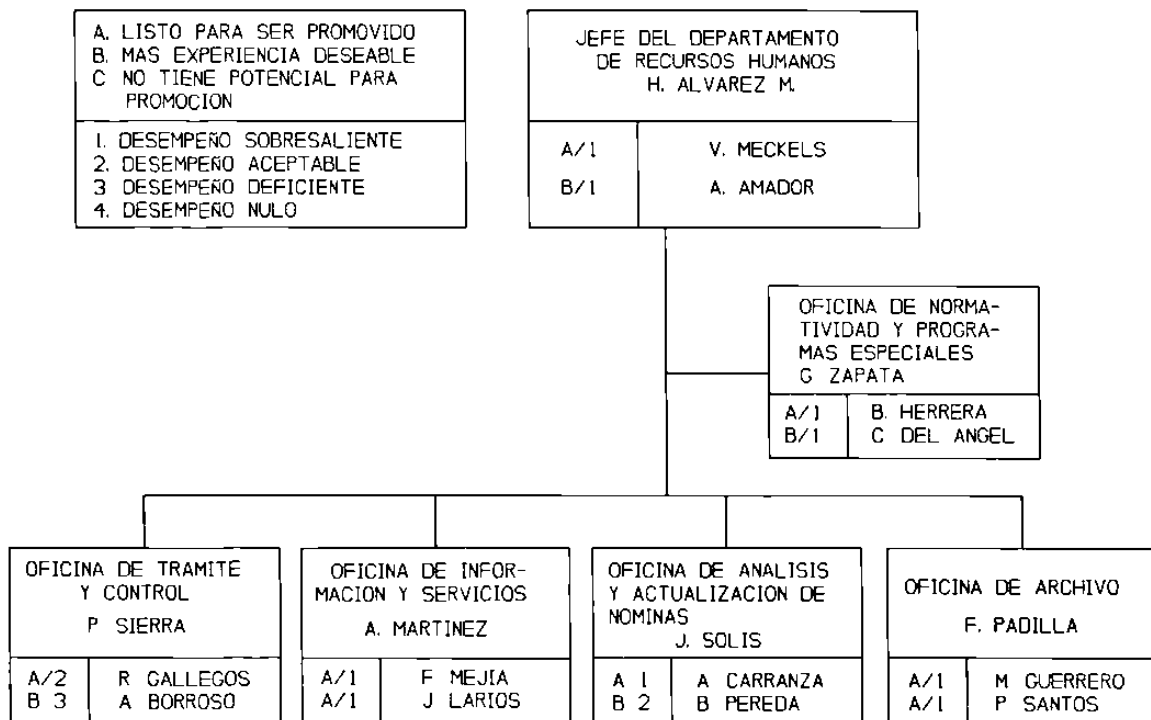 A. LISTO PARA SER PROMOVIDO
B. MAS EXPERIENCIA DESEABLE
C NO TIENE POTENCIAL PARA
PROMOCION
1. DESEMPEÑO SOBRESALIENTE
2. DESEMPEÑO ACEPTABLE
3 DESEMPEÑO DEFICIENTE
4. DESEMPEÑO NULO
JEFE DEL DEPARTAMENTO
DE RECURSOS HUMANOS
H. ALVAREZ M.
A/1 V. MECKELS
B/1 A. AMADOR
OFICINA DE NORMA-
TIVIDAD Y PROGRA-
MAS ESPECIALES
G ZAPATA
A/1 B. HERRERA
B/1 C DEL ANGEL
OFICINA DE TRAMITE
Y CONTROL
P SIERRA
A/2 R GALLEGOS
B 3 A BORROSO
OFICINA DE INFOR-
MACION Y SERVICIOS
A. MARTINEZ
A/1 F MEJIA
A/1 J LARIOS
OFICINA DE ANALISIS
Y ACTUALIZACION DE
NOMINAS
J. SOLIS
A 1 A CARRANZA
B 2 B PEREDA
OFICINA DE ARCHIVO
F. PADILLA
A/1 M GUERRERO
A/1 P SANTOS